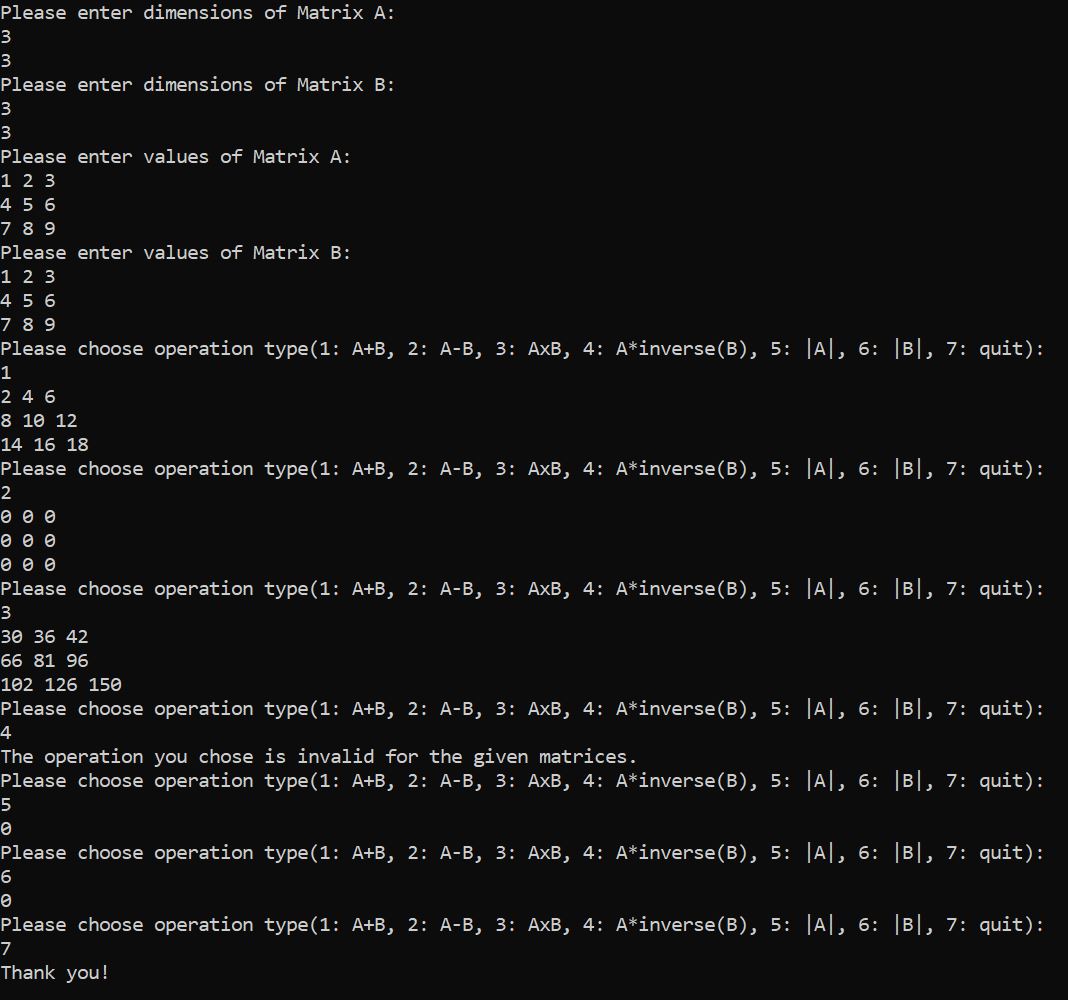 Please enter dimensions of Matrix A:
3
3
Please enter dimensions of Matrix B:
3
3
Please enter values of Matrix A:
1 2 3
4 5 6
7 8 9
Please enter values of Matrix B:
1 2 3
4 5 6
7 8 9
Please choose operation type(1: A+B, 2: A-B, 3: AxB, 4: A*inverse(B), 5: |A|, 6: |B|, 7: quit):
1
2 4 6
8 10 12
14 16 18
Please choose operation type(1: A+B, 2: A-B, 3: AxB, 4: A*inverse(B), 5: |A|, 6: |B|, 7: quit):
2
0 0 0
0 0 0
0 0 0
Please choose operation type(1: A+B, 2: A-B, 3: AxB, 4: A*inverse(B), 5: |A|, 6: |B|, 7: quit):
3
30 36 42
66 81 96
102 126 150
Please choose operation type(1: A+B, 2: A-B, 3: AxB, 4: A*inverse(B), 5: |A|, 6: |B|, 7: quit):
4
The operation you chose is invalid for the given matrices.
Please choose operation type(1: A+B, 2: A-B, 3: AxB, 4: A*inverse(B), 5: |A|, 6: |B|, 7: quit):
5
0
Please choose operation type(1: A+B, 2: A-B, 3: AxB, 4: A*inverse(B), 5: |A|, 6: |B|, 7: quit):
6
0
Please choose operation type(1: A+B, 2: A-B, 3: AxB, 4: A*inverse(B), 5: |A|, 6: |B|, 7: quit):
7
Thank you!